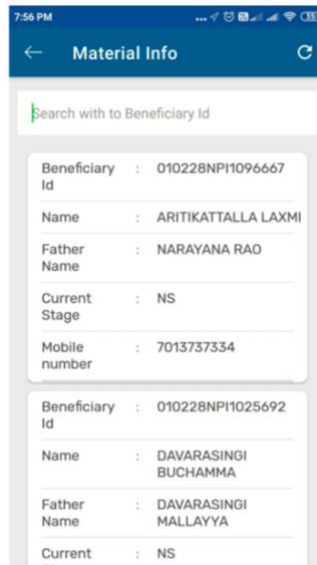 7:56 PM
Material Info
Search with to Beneficiary Id
Beneficiary Id : 010228NPI1096667
Name : ARITIKATTALLA LAXMI
Father Name : NARAYANA RAO
Current Stage : NS
Mobile number : 7013737334
Beneficiary Id : 010228NPI1025692
Name : DAVARASINGI BUCHAMMA
Father Name : DAVARASINGI MALLAYYA
Current : NS